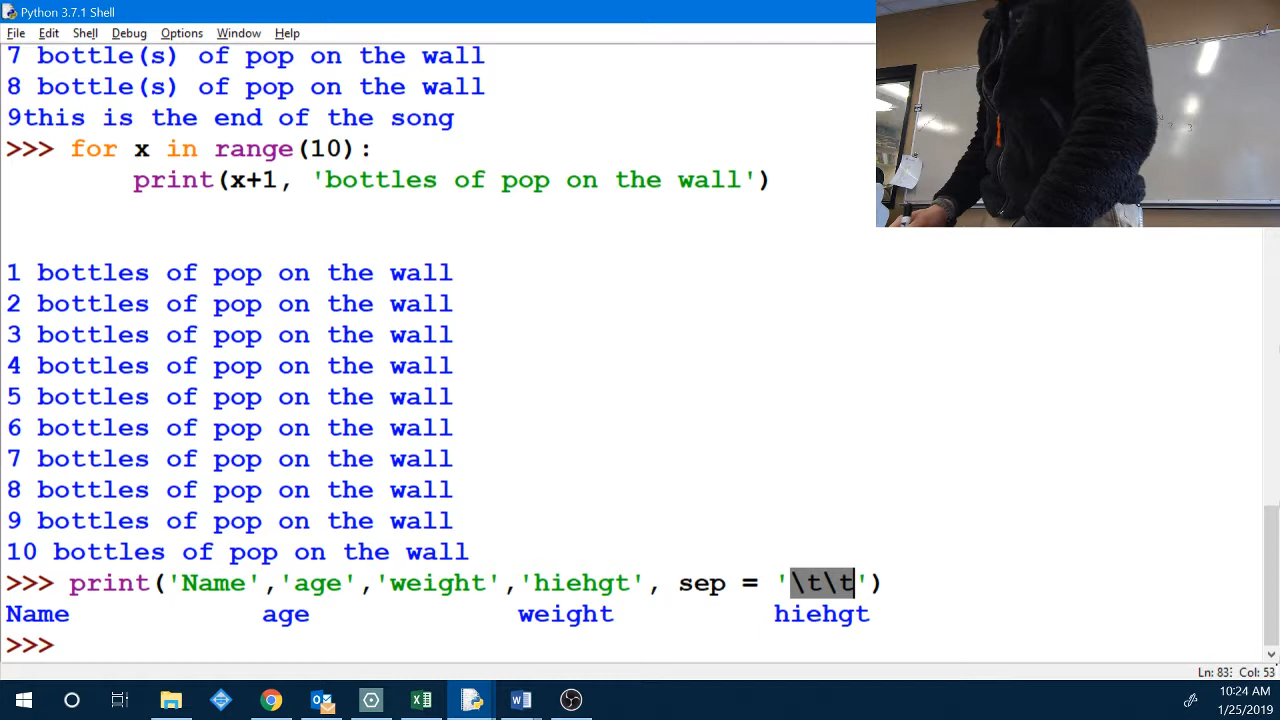 Python 3.7.1 Shell
File Edit Shell Debug Options Window Help
7 bottle(s) of pop on the wall
8 bottle(s) of pop on the wall
9this is the end of the song
>>> for x in range(10):
        print(x+1, 'bottles of pop on the wall')
1 bottles of pop on the wall
2 bottles of pop on the wall
3 bottles of pop on the wall
4 bottles of pop on the wall
5 bottles of pop on the wall
6 bottles of pop on the wall
7 bottles of pop on the wall
8 bottles of pop on the wall
9 bottles of pop on the wall
10 bottles of pop on the wall
>>> print('Name','age','weight','hiehgt', sep = '\t\t')
Name age weight hiehgt
>>>
Ln: 83 Col: 53
10:24 AM
1/25/2019